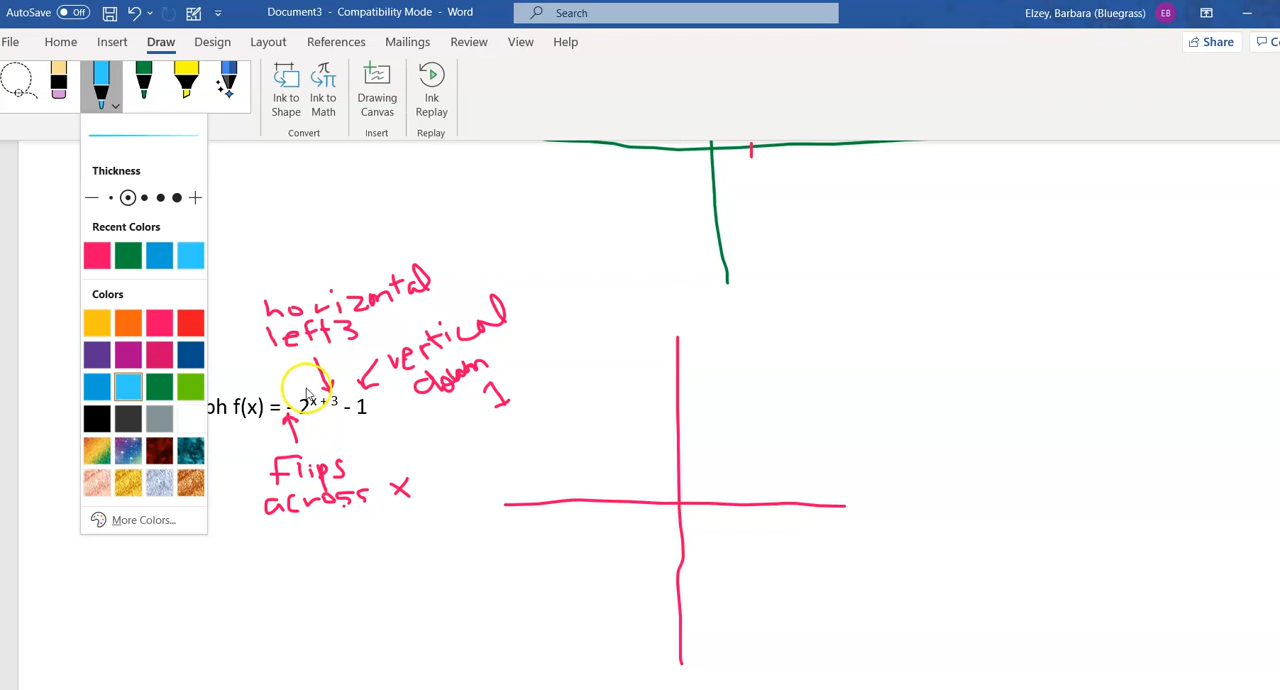 AutoSave Off Document3 - Compatibility Mode - Word Search Elzey, Barbara (Bluegrass) EB
File Home Insert Draw Design Layout References Mailings Review View Help Share
Ink to Shape
Ink to Math
Drawing Canvas
Ink Replay
Convert Insert Replay
Thickness
Recent Colors
Colors
More Colors...
horizontal
left 3
vertical
down
1
ph f(x) = - 2^x + 3 - 1
Flips
across x